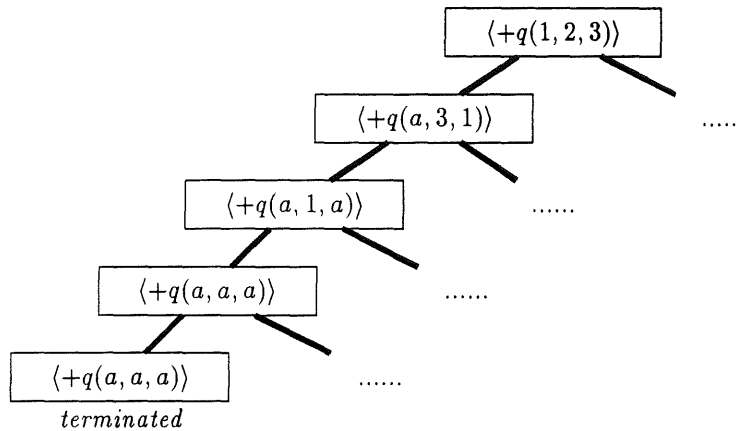 ⟨+q(1, 2, 3)⟩
⟨+q(a, 3, 1)⟩
.....
⟨+q(a, 1, a)⟩
......
⟨+q(a, a, a)⟩
......
⟨+q(a, a, a)⟩
......
terminated